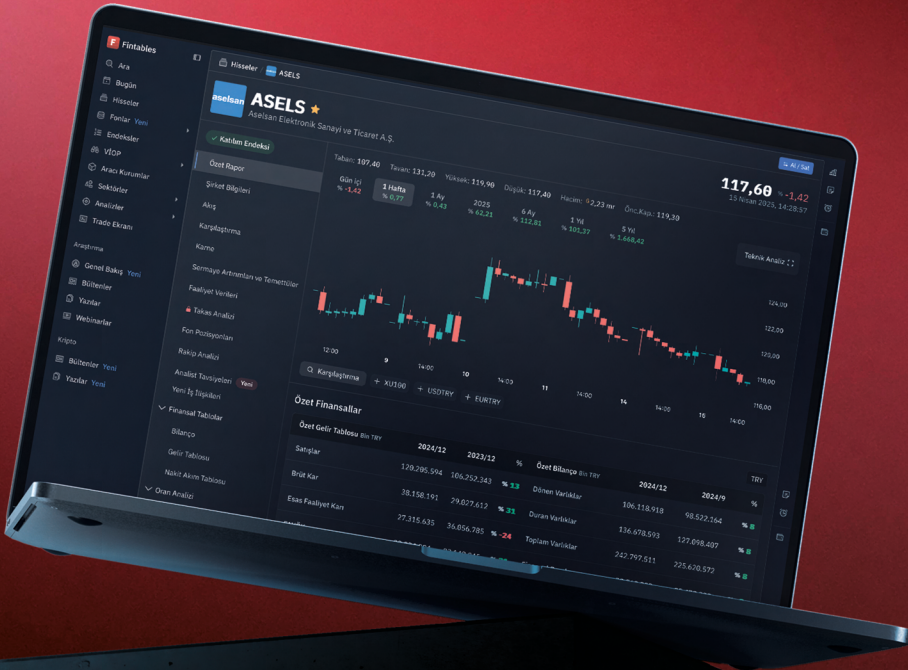 Fintables
Ara
Bugün
Hisseler
Fonlar Yeni
Endeksler
VİOP
Aracı Kurumlar
Sektörler
Analizler
Trade Ekranı
Araştırma
Genel Bakış Yeni
Bültenler
Yazılar
Webinarlar
Kripto
Bültenler Yeni
Yazılar Yeni
Hisseler / ASELS
aselsan
ASELS
Aselsan Elektronik Sanayi ve Ticaret A.Ş.
Katılım Endeksi
Özet Rapor
Şirket Bilgileri
Akış
Karşılaştırma
Karne
Sermaye Artırımları ve Temettüler
Faaliyet Verileri
Takas Analizi
Fon Pozisyonları
Rakip Analizi
Analist Tavsiyeleri Yeni
Yeni İş İlişkileri
Finansal Tablolar
Bilanço
Gelir Tablosu
Nakit Akım Tablosu
Oran Analizi
Al / Sat
117,60 % -1,42
15 Nisan 2025, 14:28:57
Taban: 107,40 Tavan: 131,20 Yüksek: 119,90 Düşük: 117,40 Hacim: 2,23 mr Önc.Kap.: 119,30
Gün içi % -1,42
1 Hafta % 0,77
1 Ay % 0,43
2025 % 62,21
6 Ay % 112,81
1 Yıl % 101,37
5 Yıl % 1.668,42
Teknik Analiz
124,00
122,00
120,00
118,00
116,00
12:00 9 14:00 10 14:00 11 14:00 14 14:00 15 14:00
Karşılaştırma + XU100 + USDTRY + EURTRY
Özet Finansallar
TRY
Özet Gelir Tablosu Bin TRY 2024/12 2023/12 %
Satışlar 120.205.594 106.252.343 % 13
Brüt Kar 38.158.191 29.027.612 % 31
Esas Faaliyet Karı 27.315.635 36.056.785 % -24
Özet Bilanço Bin TRY 2024/12 2024/9 %
Dönen Varlıklar 106.118.918 98.522.164 % 8
Duran Varlıklar 136.678.593 127.098.407 % 8
Toplam Varlıklar 242.797.511 225.620.572 % 8